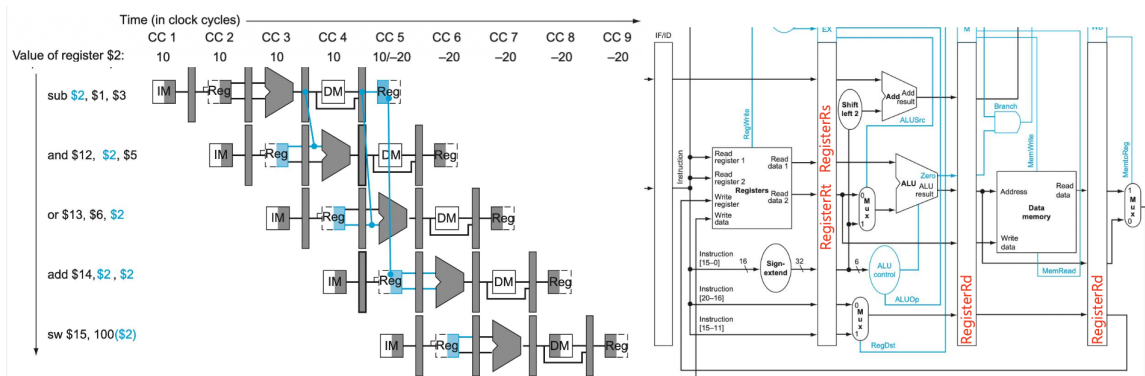 Time (in clock cycles)
CC 1 CC 2 CC 3 CC 4 CC 5 CC 6 CC 7 CC 8 CC 9
Value of register $2: 10 10 10 10 10/–20 –20 –20 –20 –20
sub $2, $1, $3
IM Reg DM Reg
and $12, $2, $5
IM Reg DM Reg
or $13, $6, $2
IM Reg DM Reg
add $14,$2, $2
IM Reg DM Reg
sw $15, 100($2)
IM Reg DM Reg
IF/ID
EX
M
RegWrite
Instruction
Read
register 1
Read
register 2
Write
register
Write
data
Registers
Read
data 1
Read
data 2
RegisterRs
RegisterRt
Shift
left 2
Add
Add
result
ALUSrc
0
Mux
1
Zero
ALU
ALU
result
Branch
MemWrite
Address
Read
data
Data
memory
Write
data
MemRead
MemtoReg
1
Mux
0
Instruction
[15–0]
16
Sign-
extend
32
6
ALU
control
ALUOp
Instruction
[20–16]
Instruction
[15–11]
0
Mux
1
RegDst
RegisterRd
RegisterRd